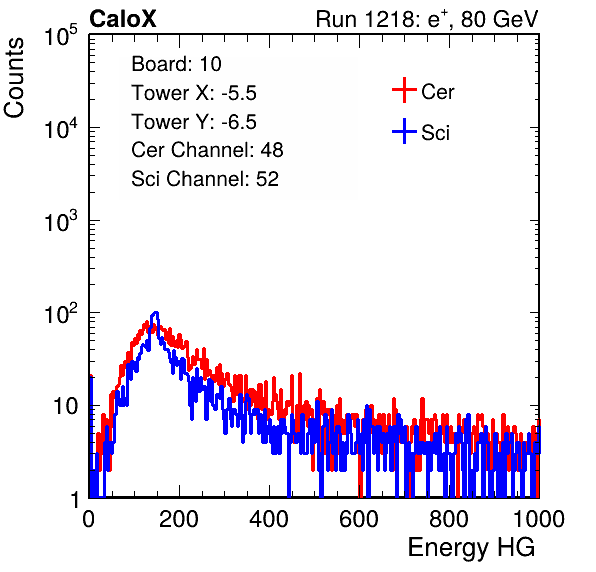 CaloX Run 1218: e⁺, 80 GeV
Counts
Board: 10
Tower X: -5.5
Tower Y: -6.5
Cer Channel: 48
Sci Channel: 52
Cer
Sci
10⁵
10⁴
10³
10²
10
1
0 200 400 600 800 1000
Energy HG